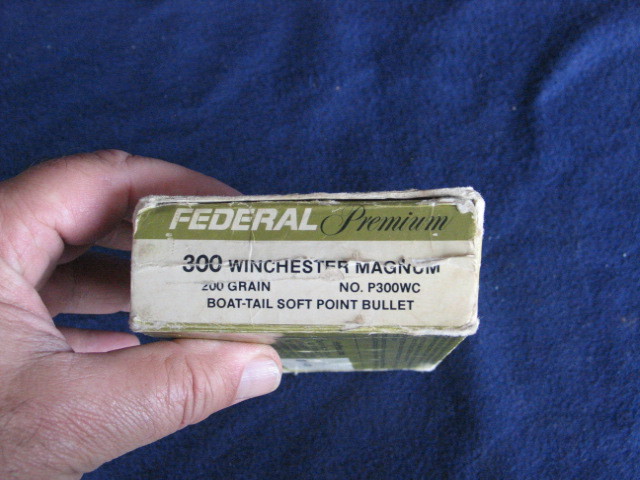 FEDERAL Premium
300 WINCHESTER MAGNUM
200 GRAIN NO. P300WC
BOAT-TAIL SOFT POINT BULLET